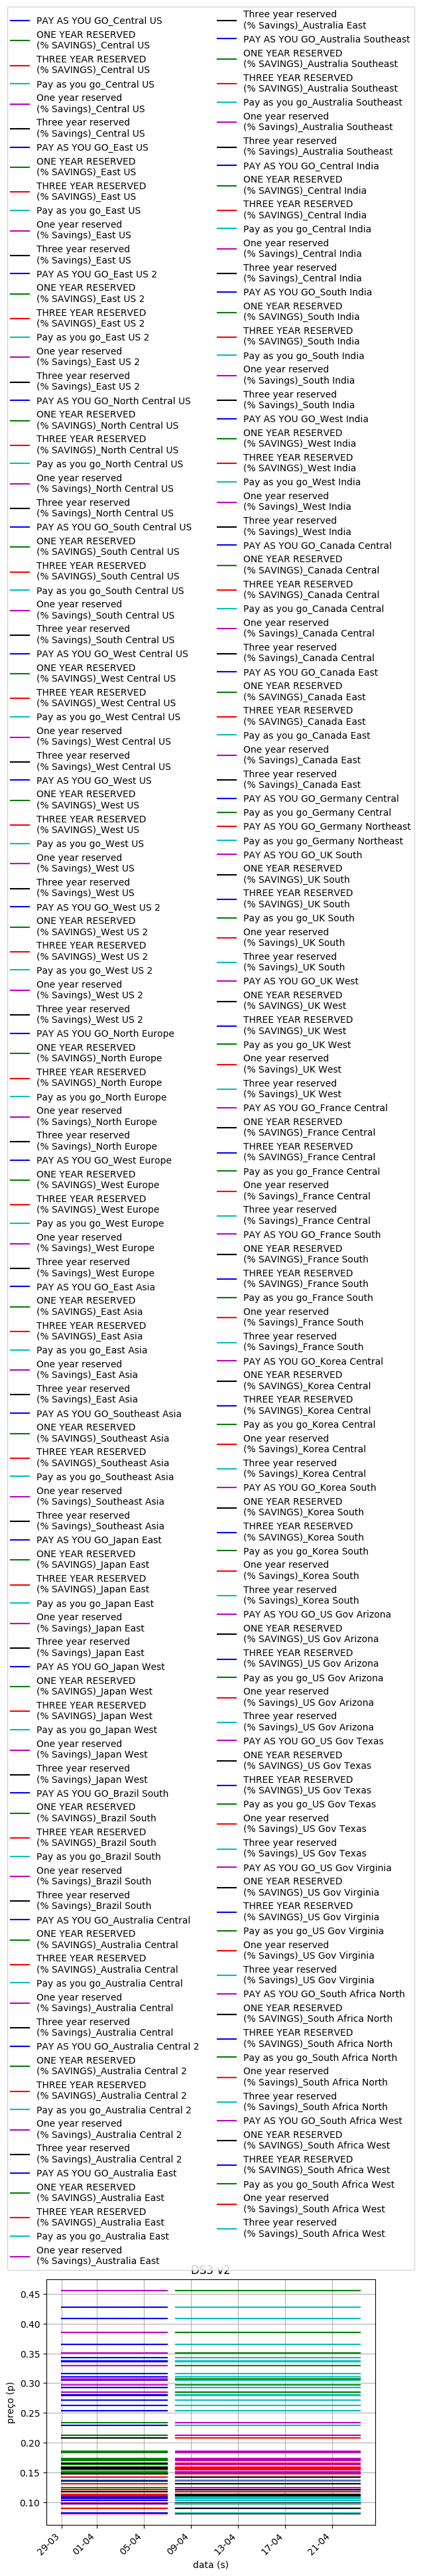 PAY AS YOU GO_Central US
ONE YEAR RESERVED
(% SAVINGS)_Central US
THREE YEAR RESERVED
(% SAVINGS)_Central US
Pay as you go_Central US
One year reserved
(% Savings)_Central US
Three year reserved
(% Savings)_Central US
PAY AS YOU GO_East US
ONE YEAR RESERVED
(% SAVINGS)_East US
THREE YEAR RESERVED
(% SAVINGS)_East US
Pay as you go_East US
One year reserved
(% Savings)_East US
Three year reserved
(% Savings)_East US
PAY AS YOU GO_East US 2
ONE YEAR RESERVED
(% SAVINGS)_East US 2
THREE YEAR RESERVED
(% SAVINGS)_East US 2
Pay as you go_East US 2
One year reserved
(% Savings)_East US 2
Three year reserved
(% Savings)_East US 2
PAY AS YOU GO_North Central US
ONE YEAR RESERVED
(% SAVINGS)_North Central US
THREE YEAR RESERVED
(% SAVINGS)_North Central US
Pay as you go_North Central US
One year reserved
(% Savings)_North Central US
Three year reserved
(% Savings)_North Central US
PAY AS YOU GO_South Central US
ONE YEAR RESERVED
(% SAVINGS)_South Central US
THREE YEAR RESERVED
(% SAVINGS)_South Central US
Pay as you go_South Central US
One year reserved
(% Savings)_South Central US
Three year reserved
(% Savings)_South Central US
PAY AS YOU GO_West Central US
ONE YEAR RESERVED
(% SAVINGS)_West Central US
THREE YEAR RESERVED
(% SAVINGS)_West Central US
Pay as you go_West Central US
One year reserved
(% Savings)_West Central US
Three year reserved
(% Savings)_West Central US
PAY AS YOU GO_West US
ONE YEAR RESERVED
(% SAVINGS)_West US
THREE YEAR RESERVED
(% SAVINGS)_West US
Pay as you go_West US
One year reserved
(% Savings)_West US
Three year reserved
(% Savings)_West US
PAY AS YOU GO_West US 2
ONE YEAR RESERVED
(% SAVINGS)_West US 2
THREE YEAR RESERVED
(% SAVINGS)_West US 2
Pay as you go_West US 2
One year reserved
(% Savings)_West US 2
Three year reserved
(% Savings)_West US 2
PAY AS YOU GO_North Europe
ONE YEAR RESERVED
(% SAVINGS)_North Europe
THREE YEAR RESERVED
(% SAVINGS)_North Europe
Pay as you go_North Europe
One year reserved
(% Savings)_North Europe
Three year reserved
(% Savings)_North Europe
PAY AS YOU GO_West Europe
ONE YEAR RESERVED
(% SAVINGS)_West Europe
THREE YEAR RESERVED
(% SAVINGS)_West Europe
Pay as you go_West Europe
One year reserved
(% Savings)_West Europe
Three year reserved
(% Savings)_West Europe
PAY AS YOU GO_East Asia
ONE YEAR RESERVED
(% SAVINGS)_East Asia
THREE YEAR RESERVED
(% SAVINGS)_East Asia
Pay as you go_East Asia
One year reserved
(% Savings)_East Asia
Three year reserved
(% Savings)_East Asia
PAY AS YOU GO_Southeast Asia
ONE YEAR RESERVED
(% SAVINGS)_Southeast Asia
THREE YEAR RESERVED
(% SAVINGS)_Southeast Asia
Pay as you go_Southeast Asia
One year reserved
(% Savings)_Southeast Asia
Three year reserved
(% Savings)_Southeast Asia
PAY AS YOU GO_Japan East
ONE YEAR RESERVED
(% SAVINGS)_Japan East
THREE YEAR RESERVED
(% SAVINGS)_Japan East
Pay as you go_Japan East
One year reserved
(% Savings)_Japan East
Three year reserved
(% Savings)_Japan East
PAY AS YOU GO_Japan West
ONE YEAR RESERVED
(% SAVINGS)_Japan West
THREE YEAR RESERVED
(% SAVINGS)_Japan West
Pay as you go_Japan West
One year reserved
(% Savings)_Japan West
Three year reserved
(% Savings)_Japan West
PAY AS YOU GO_Brazil South
ONE YEAR RESERVED
(% SAVINGS)_Brazil South
THREE YEAR RESERVED
(% SAVINGS)_Brazil South
Pay as you go_Brazil South
One year reserved
(% Savings)_Brazil South
Three year reserved
(% Savings)_Brazil South
PAY AS YOU GO_Australia Central
ONE YEAR RESERVED
(% SAVINGS)_Australia Central
THREE YEAR RESERVED
(% SAVINGS)_Australia Central
Pay as you go_Australia Central
One year reserved
(% Savings)_Australia Central
Three year reserved
(% Savings)_Australia Central
PAY AS YOU GO_Australia Central 2
ONE YEAR RESERVED
(% SAVINGS)_Australia Central 2
THREE YEAR RESERVED
(% SAVINGS)_Australia Central 2
Pay as you go_Australia Central 2
One year reserved
(% Savings)_Australia Central 2
Three year reserved
(% Savings)_Australia Central 2
PAY AS YOU GO_Australia East
ONE YEAR RESERVED
(% SAVINGS)_Australia East
THREE YEAR RESERVED
(% SAVINGS)_Australia East
Pay as you go_Australia East
One year reserved
(% Savings)_Australia East
Three year reserved
(% Savings)_Australia East
PAY AS YOU GO_Australia Southeast
ONE YEAR RESERVED
(% SAVINGS)_Australia Southeast
THREE YEAR RESERVED
(% SAVINGS)_Australia Southeast
Pay as you go_Australia Southeast
One year reserved
(% Savings)_Australia Southeast
Three year reserved
(% Savings)_Australia Southeast
PAY AS YOU GO_Central India
ONE YEAR RESERVED
(% SAVINGS)_Central India
THREE YEAR RESERVED
(% SAVINGS)_Central India
Pay as you go_Central India
One year reserved
(% Savings)_Central India
Three year reserved
(% Savings)_Central India
PAY AS YOU GO_South India
ONE YEAR RESERVED
(% SAVINGS)_South India
THREE YEAR RESERVED
(% SAVINGS)_South India
Pay as you go_South India
One year reserved
(% Savings)_South India
Three year reserved
(% Savings)_South India
PAY AS YOU GO_West India
ONE YEAR RESERVED
(% SAVINGS)_West India
THREE YEAR RESERVED
(% SAVINGS)_West India
Pay as you go_West India
One year reserved
(% Savings)_West India
Three year reserved
(% Savings)_West India
PAY AS YOU GO_Canada Central
ONE YEAR RESERVED
(% SAVINGS)_Canada Central
THREE YEAR RESERVED
(% SAVINGS)_Canada Central
Pay as you go_Canada Central
One year reserved
(% Savings)_Canada Central
Three year reserved
(% Savings)_Canada Central
PAY AS YOU GO_Canada East
ONE YEAR RESERVED
(% SAVINGS)_Canada East
THREE YEAR RESERVED
(% SAVINGS)_Canada East
Pay as you go_Canada East
One year reserved
(% Savings)_Canada East
Three year reserved
(% Savings)_Canada East
PAY AS YOU GO_Germany Central
Pay as you go_Germany Central
PAY AS YOU GO_Germany Northeast
Pay as you go_Germany Northeast
PAY AS YOU GO_UK South
ONE YEAR RESERVED
(% SAVINGS)_UK South
THREE YEAR RESERVED
(% SAVINGS)_UK South
Pay as you go_UK South
One year reserved
(% Savings)_UK South
Three year reserved
(% Savings)_UK South
PAY AS YOU GO_UK West
ONE YEAR RESERVED
(% SAVINGS)_UK West
THREE YEAR RESERVED
(% SAVINGS)_UK West
Pay as you go_UK West
One year reserved
(% Savings)_UK West
Three year reserved
(% Savings)_UK West
PAY AS YOU GO_France Central
ONE YEAR RESERVED
(% SAVINGS)_France Central
THREE YEAR RESERVED
(% SAVINGS)_France Central
Pay as you go_France Central
One year reserved
(% Savings)_France Central
Three year reserved
(% Savings)_France Central
PAY AS YOU GO_France South
ONE YEAR RESERVED
(% SAVINGS)_France South
THREE YEAR RESERVED
(% SAVINGS)_France South
Pay as you go_France South
One year reserved
(% Savings)_France South
Three year reserved
(% Savings)_France South
PAY AS YOU GO_Korea Central
ONE YEAR RESERVED
(% SAVINGS)_Korea Central
THREE YEAR RESERVED
(% SAVINGS)_Korea Central
Pay as you go_Korea Central
One year reserved
(% Savings)_Korea Central
Three year reserved
(% Savings)_Korea Central
PAY AS YOU GO_Korea South
ONE YEAR RESERVED
(% SAVINGS)_Korea South
THREE YEAR RESERVED
(% SAVINGS)_Korea South
Pay as you go_Korea South
One year reserved
(% Savings)_Korea South
Three year reserved
(% Savings)_Korea South
PAY AS YOU GO_US Gov Arizona
ONE YEAR RESERVED
(% SAVINGS)_US Gov Arizona
THREE YEAR RESERVED
(% SAVINGS)_US Gov Arizona
Pay as you go_US Gov Arizona
One year reserved
(% Savings)_US Gov Arizona
Three year reserved
(% Savings)_US Gov Arizona
PAY AS YOU GO_US Gov Texas
ONE YEAR RESERVED
(% SAVINGS)_US Gov Texas
THREE YEAR RESERVED
(% SAVINGS)_US Gov Texas
Pay as you go_US Gov Texas
One year reserved
(% Savings)_US Gov Texas
Three year reserved
(% Savings)_US Gov Texas
PAY AS YOU GO_US Gov Virginia
ONE YEAR RESERVED
(% SAVINGS)_US Gov Virginia
THREE YEAR RESERVED
(% SAVINGS)_US Gov Virginia
Pay as you go_US Gov Virginia
One year reserved
(% Savings)_US Gov Virginia
Three year reserved
(% Savings)_US Gov Virginia
PAY AS YOU GO_South Africa North
ONE YEAR RESERVED
(% SAVINGS)_South Africa North
THREE YEAR RESERVED
(% SAVINGS)_South Africa North
Pay as you go_South Africa North
One year reserved
(% Savings)_South Africa North
Three year reserved
(% Savings)_South Africa North
PAY AS YOU GO_South Africa West
ONE YEAR RESERVED
(% SAVINGS)_South Africa West
THREE YEAR RESERVED
(% SAVINGS)_South Africa West
Pay as you go_South Africa West
One year reserved
(% Savings)_South Africa West
Three year reserved
(% Savings)_South Africa West
DS3 v2
preço (p)
0.45
0.40
0.35
0.30
0.25
0.20
0.15
0.10
29-03
01-04
05-04
09-04
13-04
17-04
21-04
data (s)